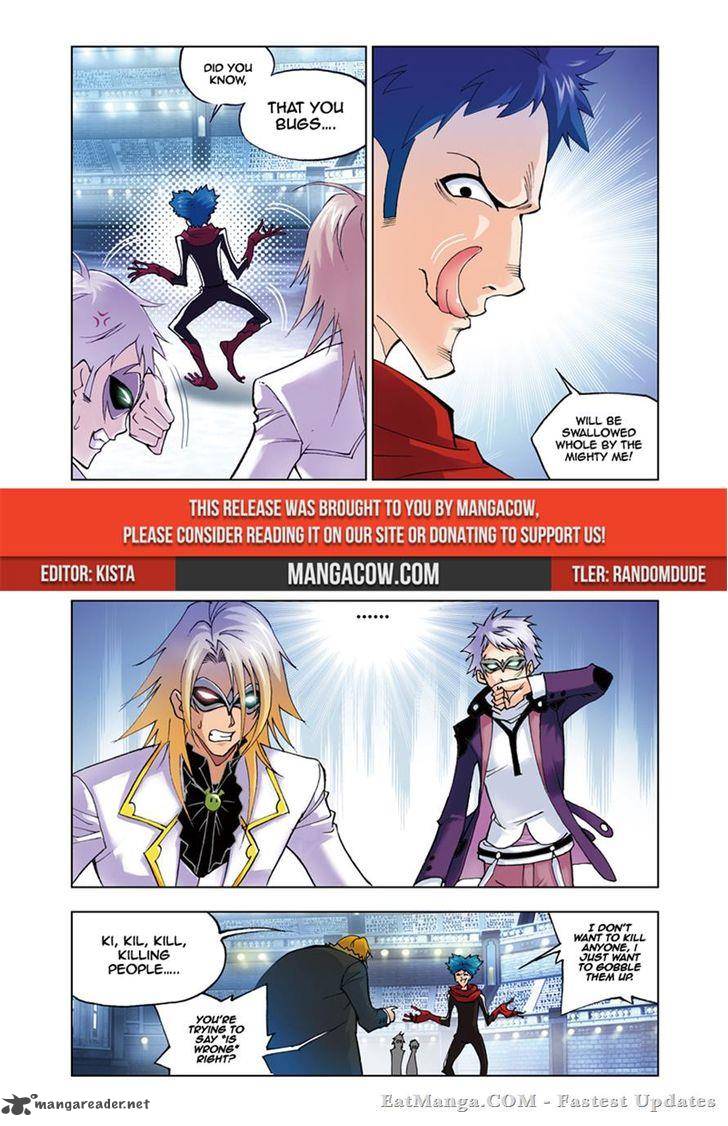 DID YOU
KNOW,
THAT YOU
BUGS....
WILL BE
SWALLOWED
WHOLE BY THE
MIGHTY ME!
THIS RELEASE WAS BROUGHT TO YOU BY MANGACOW,
PLEASE CONSIDER READING IT ON OUR SITE OR DONATING TO SUPPORT US!
EDITOR: KISTA
MANGACOW.COM
TLER: RANDOMDUDE
......
KI, KIL, KILL,
KILLING
PEOPLE.....
YOU'RE
TRYING TO
SAY "IS
WRONG"
RIGHT?
I DON'T
WANT TO KILL
ANYONE, I
JUST WANT
TO GOBBLE
THEM UP.
mangareader.net
EatManga.COM - Fastest Updates